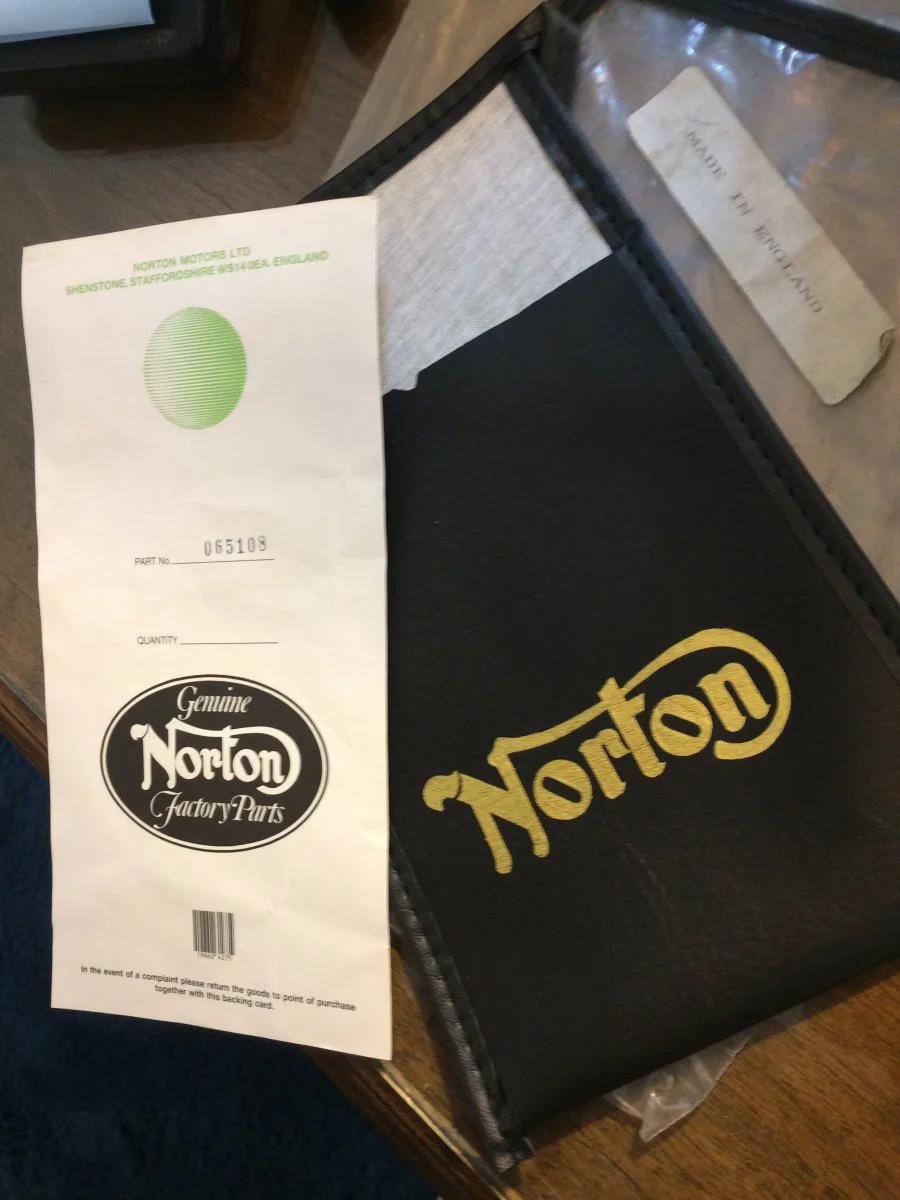 NORTON MOTORS LTD
SHENSTONE, STAFFORDSHIRE WS14 0EA, ENGLAND
PART No. 065108
QUANTITY
Genuine
Norton
Factory Parts
In the event of a complaint please return the goods to point of purchase
together with this backing card.
Norton
MADE IN ENGLAND